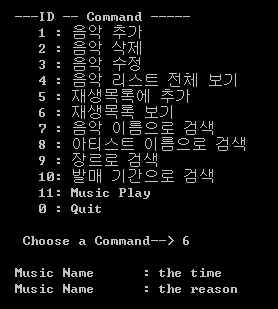 ---ID -- Command -----
1 : 음악 추가
2 : 음악 삭제
3 : 음악 수정
4 : 음악 리스트 전체 보기
5 : 재생목록에 추가
6 : 재생목록 보기
7 : 음악 이름으로 검색
8 : 아티스트 이름으로 검색
9 : 장르로 검색
10: 발매 기간으로 검색
11: Music Play
0 : Quit
Choose a Command--> 6
Music Name : the time
Music Name : the reason